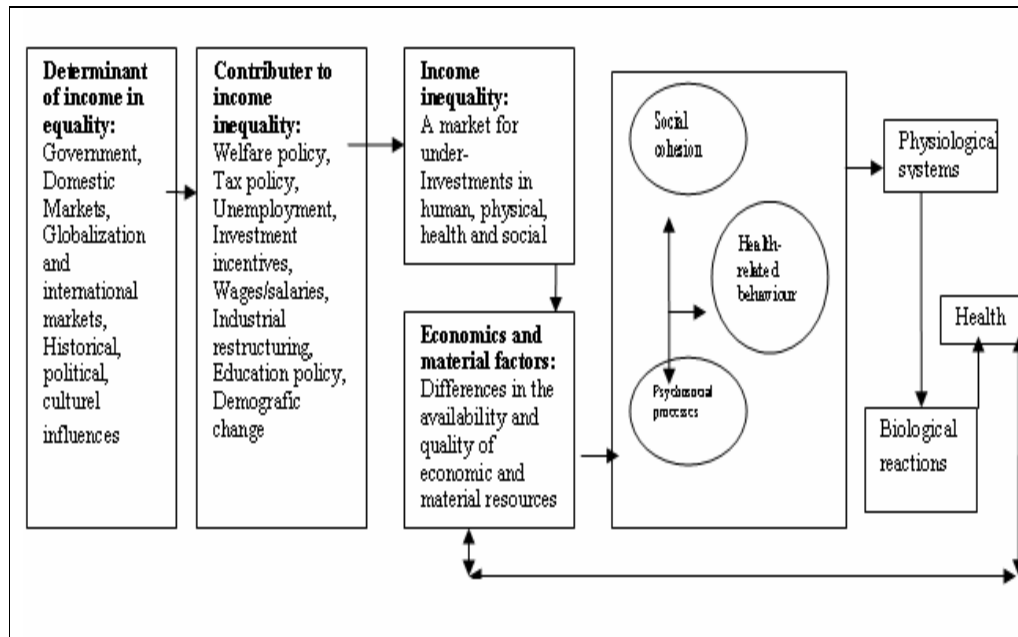 Determinant
of income in
equality:
Government,
Domestic
Markets,
Globalization
and
international
markets,
Historical,
political,
culturel
influences
Contributer to
income
inequality:
Welfare policy,
Tax policy,
Unemployment,
Investment
incentives,
Wages/salaries,
Industrial
restructuring,
Education policy,
Demografic
change
Income
inequality:
A market for
under-
Investments in
human, physical,
health and social
Economics and
material factors:
Differences in the
availability and
quality of
economic and
material resources
Social
cohesion
Health-
related
behaviour
Psychosocial
processes
Physiological
systems
Biological
reactions
Health